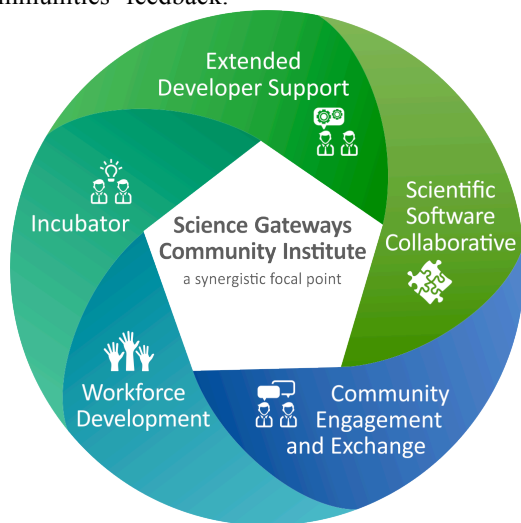 feedback.
Extended
Developer Support
Scientific
Software
Collaborative
Incubator
Science Gateways
Community Institute
a synergistic focal point
Workforce
Development
Community
Engagement
and Exchange